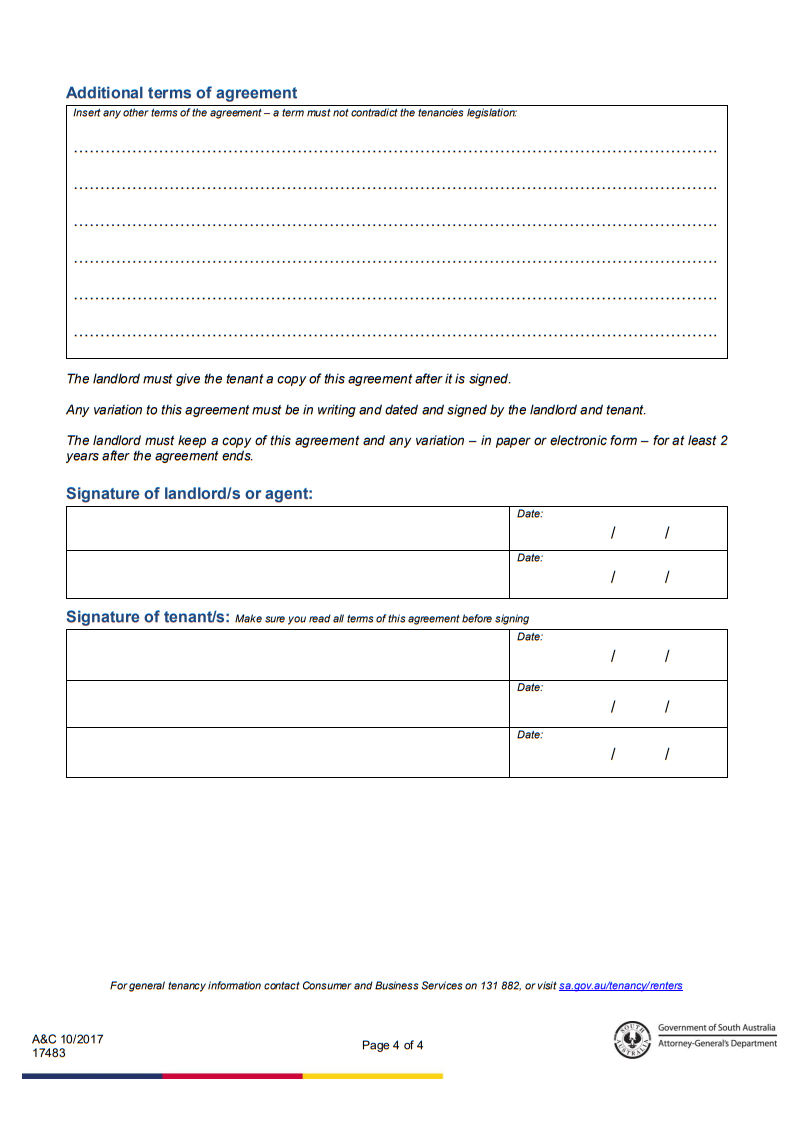 Additional terms of agreement
Insert any other terms of the agreement – a term must not contradict the tenancies legislation:
The landlord must give the tenant a copy of this agreement after it is signed.
Any variation to this agreement must be in writing and dated and signed by the landlord and tenant.
The landlord must keep a copy of this agreement and any variation – in paper or electronic form – for at least 2
years after the agreement ends.
Signature of landlord/s or agent:
Date:
/ /
Date:
/ /
Signature of tenant/s: Make sure you read all terms of this agreement before signing
Date:
/ /
Date:
/ /
Date:
/ /
For general tenancy information contact Consumer and Business Services on 131 882, or visit sa.gov.au/tenancy/renters
A&C 10/2017
17483
Page 4 of 4
SOUTH AUSTRALIA
Government of South Australia
Attorney-General's Department